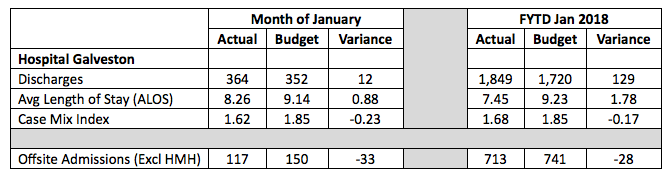 Month of January FYTD Jan 2018
Actual Budget Variance Actual Budget Variance
Hospital Galveston
Discharges 364 352 12 1,849 1,720 129
Avg Length of Stay (ALOS) 8.26 9.14 0.88 7.45 9.23 1.78
Case Mix Index 1.62 1.85 -0.23 1.68 1.85 -0.17
Offsite Admissions (Excl HMH) 117 150 -33 713 741 -28